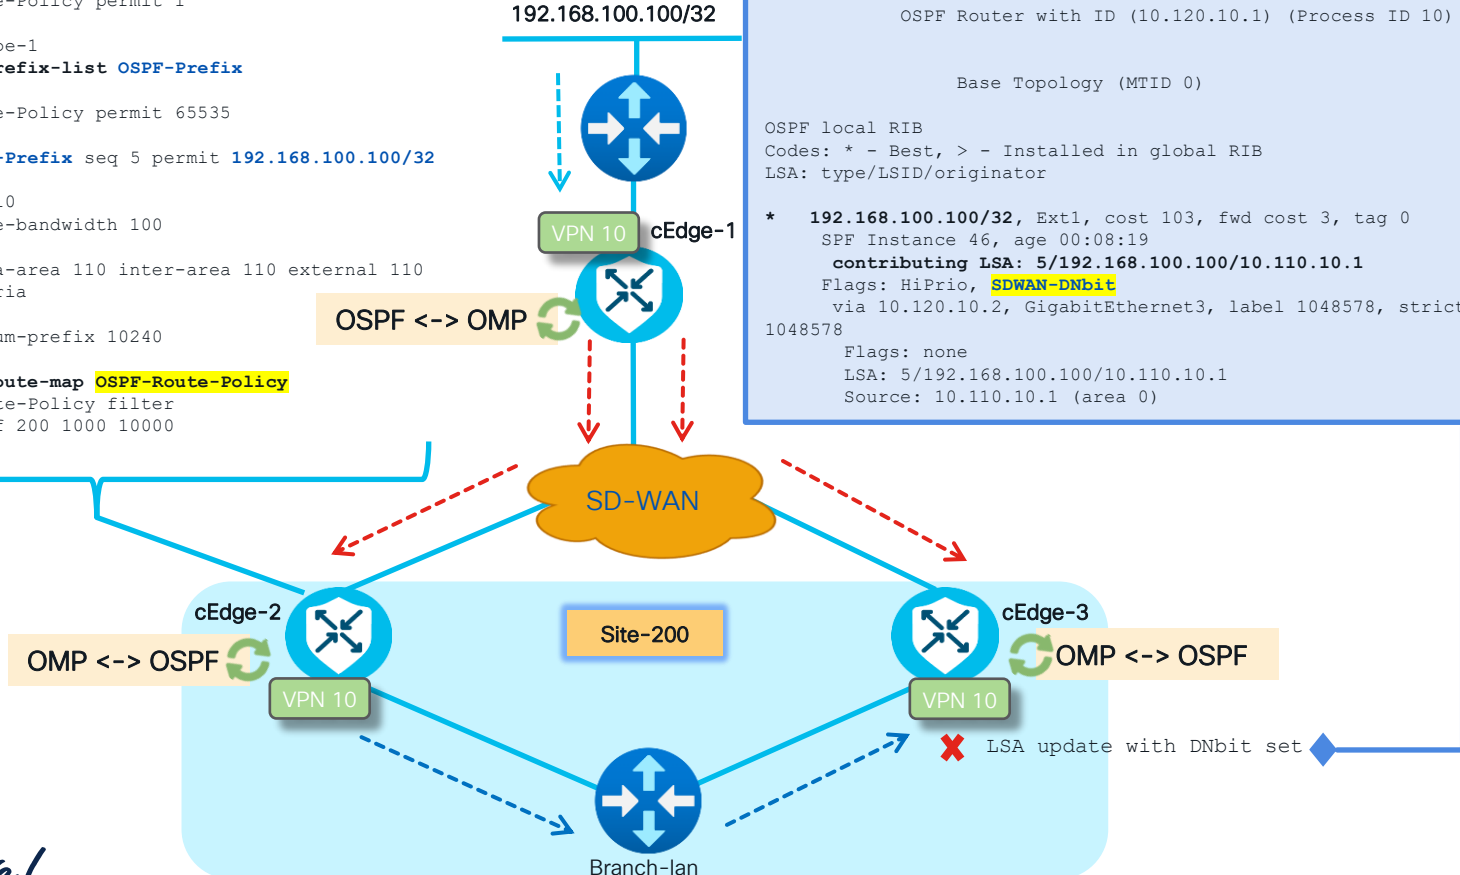 e-Policy permit 1
pe-1
refix-list OSPF-Prefix
e-Policy permit 65535
-Prefix seq 5 permit 192.168.100.100/32
10
e-bandwidth 100
a-area 110 inter-area 110 external 110
ria
um-prefix 10240
oute-map OSPF-Route-Policy
te-Policy filter
f 200 1000 10000
192.168.100.100/32
OSPF Router with ID (10.120.10.1) (Process ID 10)
Base Topology (MTID 0)
OSPF local RIB
Codes: * - Best, > - Installed in global RIB
LSA: type/LSID/originator
* 192.168.100.100/32, Ext1, cost 103, fwd cost 3, tag 0
SPF Instance 46, age 00:08:19
contributing LSA: 5/192.168.100.100/10.110.10.1
Flags: HiPrio, SDWAN-DNbit
via 10.120.10.2, GigabitEthernet3, label 1048578, strict
1048578
Flags: none
LSA: 5/192.168.100.100/10.110.10.1
Source: 10.110.10.1 (area 0)
VPN 10
cEdge-1
OSPF <-> OMP
SD-WAN
cEdge-2
Site-200
cEdge-3
OMP <-> OSPF
OMP <-> OSPF
VPN 10
VPN 10
LSA update with DNbit set
Branch-lan